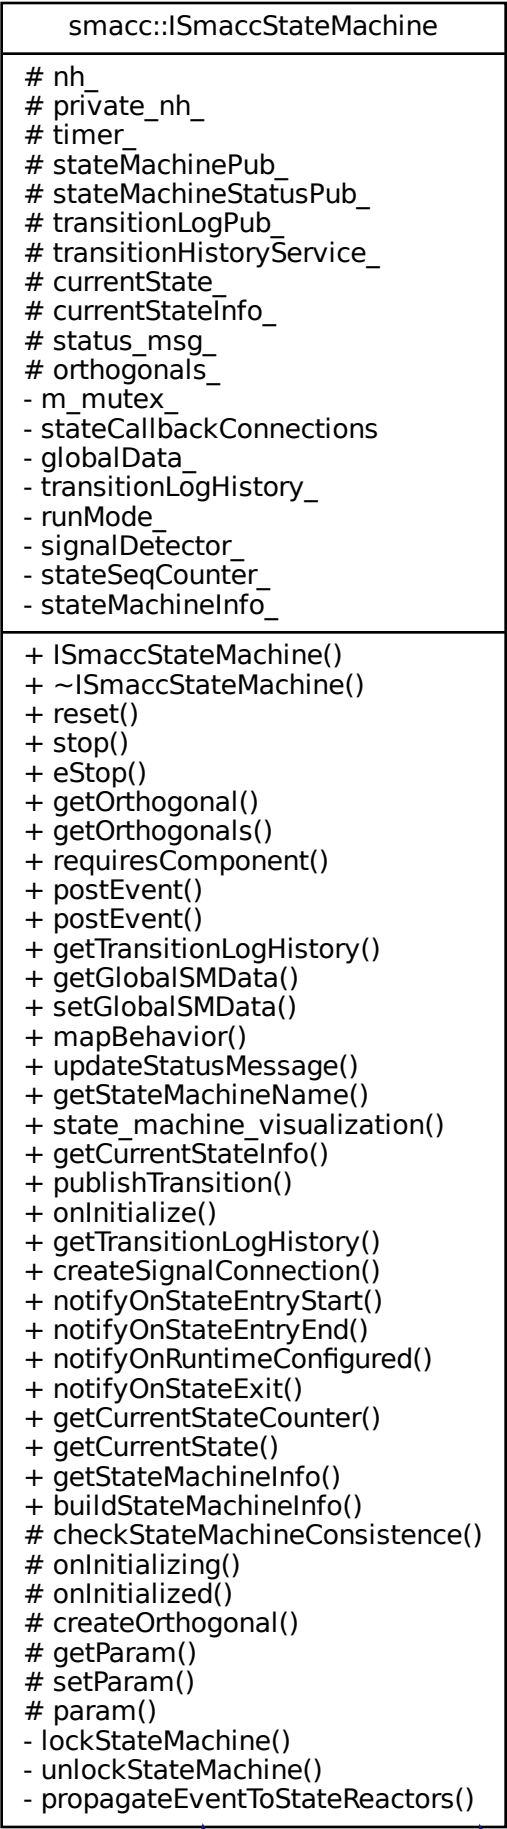 smacc::ISmaccStateMachine
# nh_
# private_nh_
# timer_
# stateMachinePub_
# stateMachineStatusPub_
# transitionLogPub_
# transitionHistoryService_
# currentState_
# currentStateInfo_
# status_msg_
# orthogonals_
- m_mutex_
- stateCallbackConnections
- globalData_
- transitionLogHistory_
- runMode_
- signalDetector_
- stateSeqCounter_
- stateMachineInfo_
+ ISmaccStateMachine()
+ ~ISmaccStateMachine()
+ reset()
+ stop()
+ eStop()
+ getOrthogonal()
+ getOrthogonals()
+ requiresComponent()
+ postEvent()
+ postEvent()
+ getTransitionLogHistory()
+ getGlobalSMData()
+ setGlobalSMData()
+ mapBehavior()
+ updateStatusMessage()
+ getStateMachineName()
+ state_machine_visualization()
+ getCurrentStateInfo()
+ publishTransition()
+ onInitialize()
+ getTransitionLogHistory()
+ createSignalConnection()
+ notifyOnStateEntryStart()
+ notifyOnStateEntryEnd()
+ notifyOnRuntimeConfigured()
+ notifyOnStateExit()
+ getCurrentStateCounter()
+ getCurrentState()
+ getStateMachineInfo()
+ buildStateMachineInfo()
# checkStateMachineConsistence()
# onInitializing()
# onInitialized()
# createOrthogonal()
# getParam()
# setParam()
# param()
- lockStateMachine()
- unlockStateMachine()
- propagateEventToStateReactors()